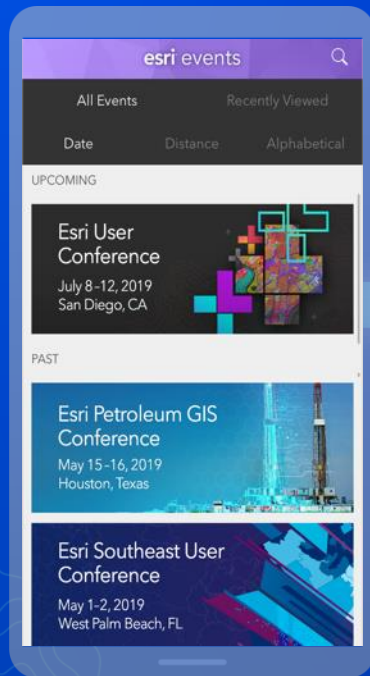 esri events
All Events Recently Viewed
Date Distance Alphabetical
UPCOMING
Esri User
Conference
July 8-12, 2019
San Diego, CA
PAST
Esri Petroleum GIS
Conference
May 15-16, 2019
Houston, Texas
Esri Southeast User
Conference
May 1-2, 2019
West Palm Beach, FL